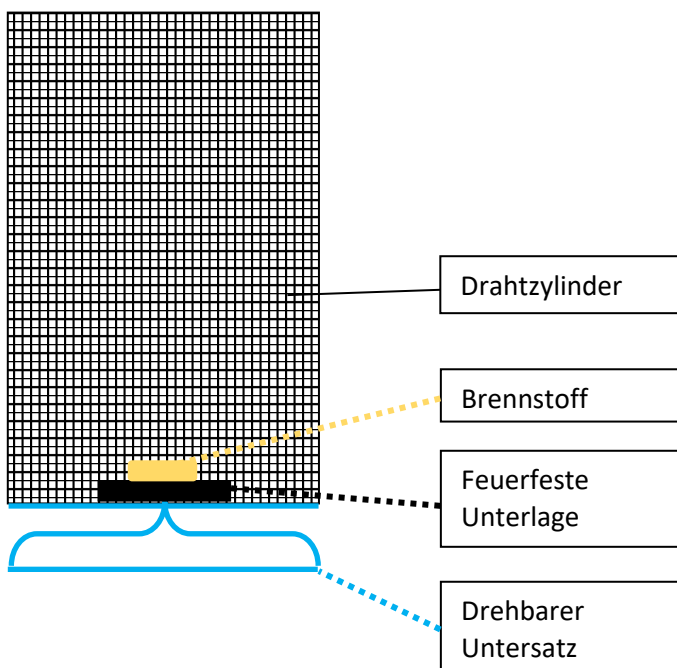 Drahtzylinder
Brennstoff
Feuerfeste
Unterlage
Drehbarer
Untersatz